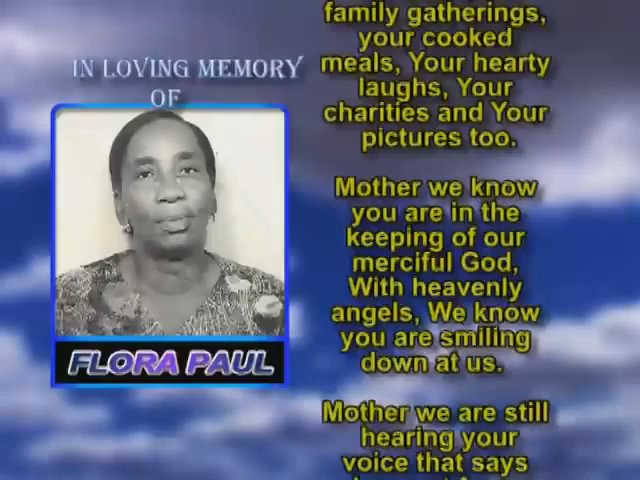 IN LOVING MEMORY
OF
FLORA PAUL
family gatherings,
your cooked
meals, Your hearty
laughs, Your
charities and Your
pictures too.
Mother we know
you are in the
keeping of our
merciful God,
With heavenly
angels, We know
you are smiling
down at us.
Mother we are still
hearing your
voice that says